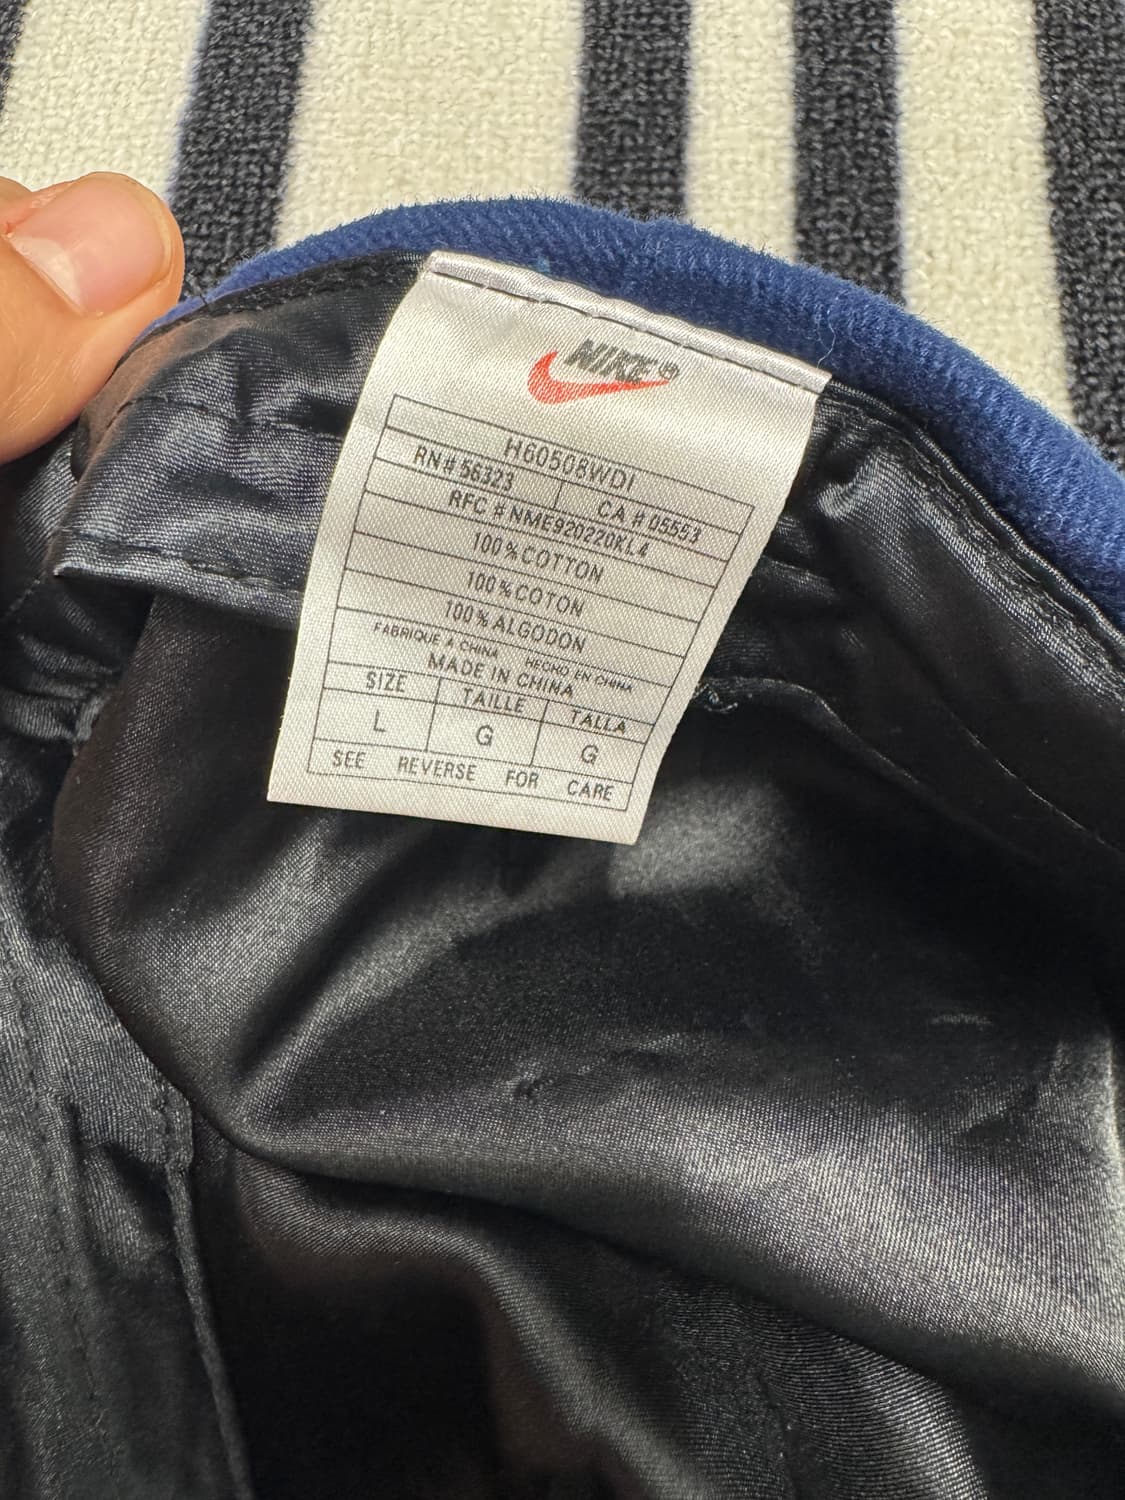 NIKE®
H60508WDI
RN# 56323 CA # 05553
RFC # NME920220KL4
100% COTTON
100% COTON
100% ALGODON
FABRIQUE A CHINA HECHO EN CHINA
MADE IN CHINA
SIZE TAILLE TALLA
L G G
SEE REVERSE FOR CARE